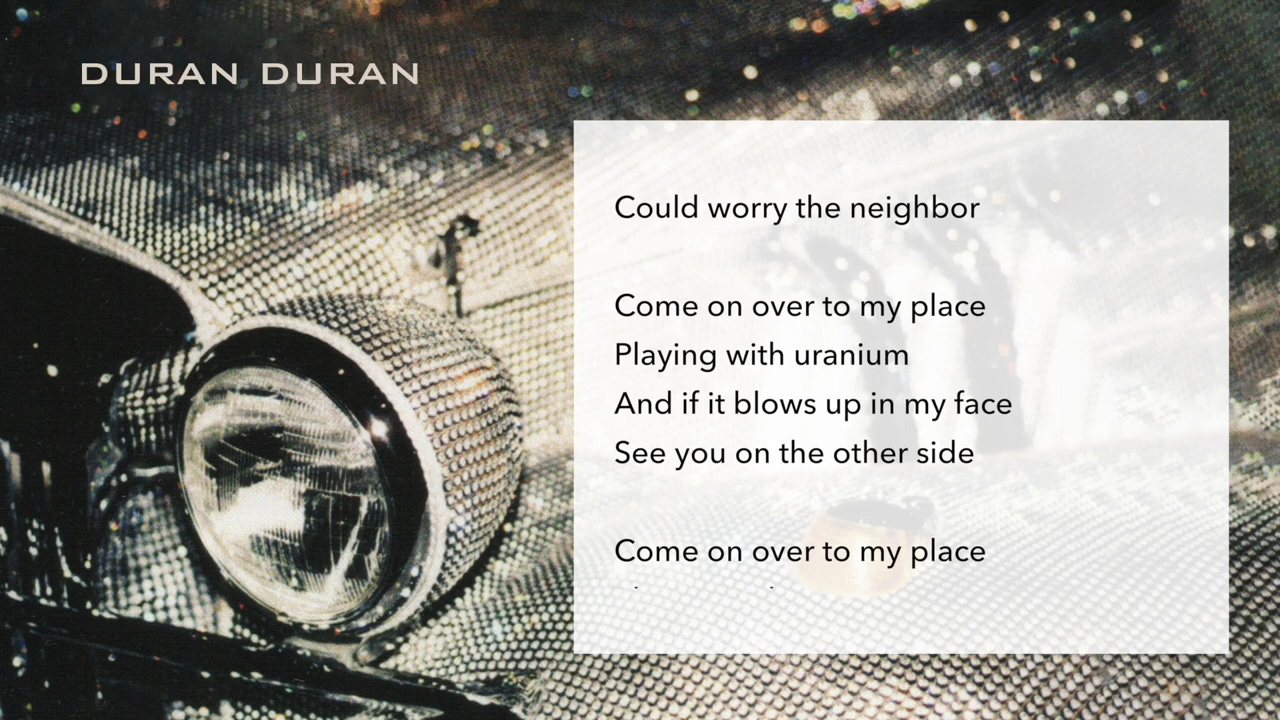 DURAN DURAN
Could worry the neighbor
Come on over to my place
Playing with uranium
And if it blows up in my face
See you on the other side
Come on over to my place